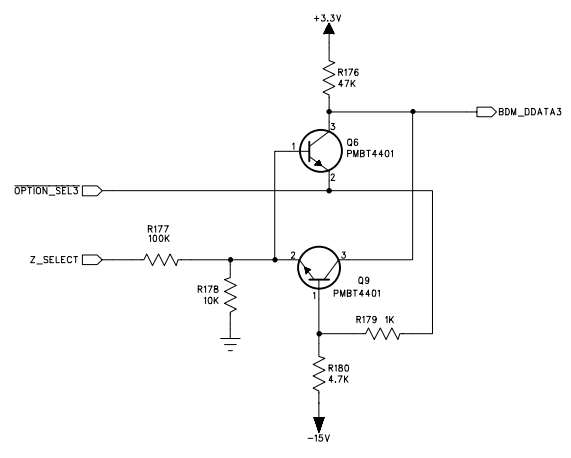 +3.3V
R176
47K
BDM_DDATA3
3
Q6
1
PMBT4401
2
OPTION_SEL3
R177
100K
Z_SELECT
2
3
R178
10K
Q9
1
PMBT4401
R179 1K
R180
4.7K
-15V